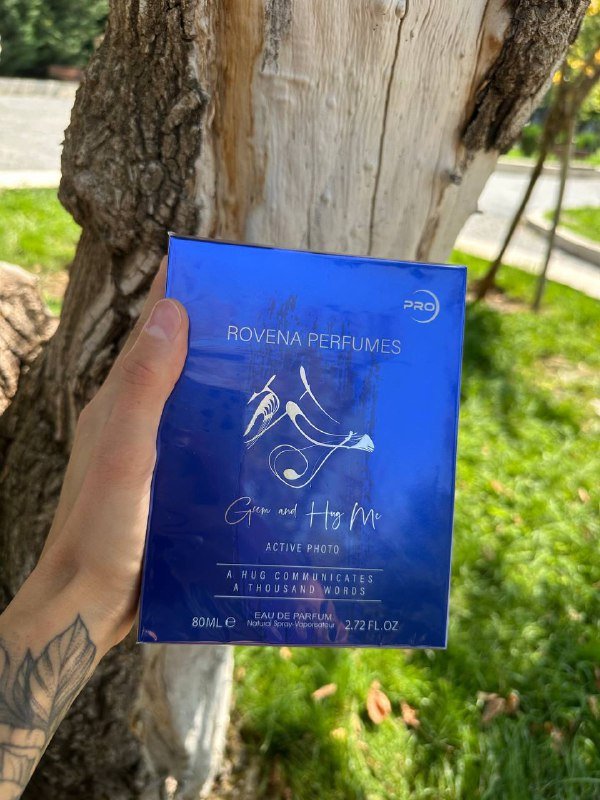 PRO
ROVENA PERFUMES
Grem and Hug Me
ACTIVE PHOTO
A HUG COMMUNICATES
A THOUSAND WORDS
80ML e EAU DE PARFUM 2.72 FL.OZ
Natural Spray-Vaporisateur